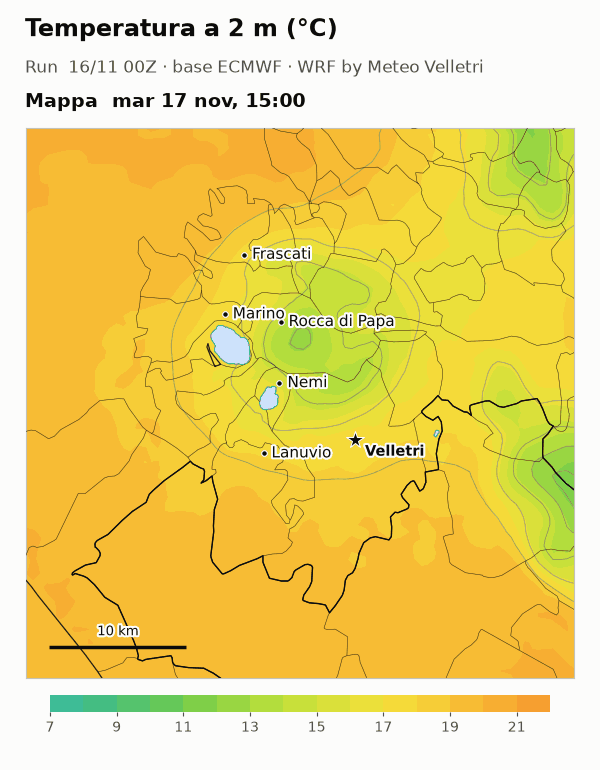 Temperatura a 2 m (°C)
Run  16/11 00Z · base ECMWF · WRF by Meteo Velletri
Mappa  mar 17 nov, 15:00
Frascati
Marino
Rocca di Papa
Nemi
Velletri
Lanuvio
10 km
7 9 11 13 15 17 19 21